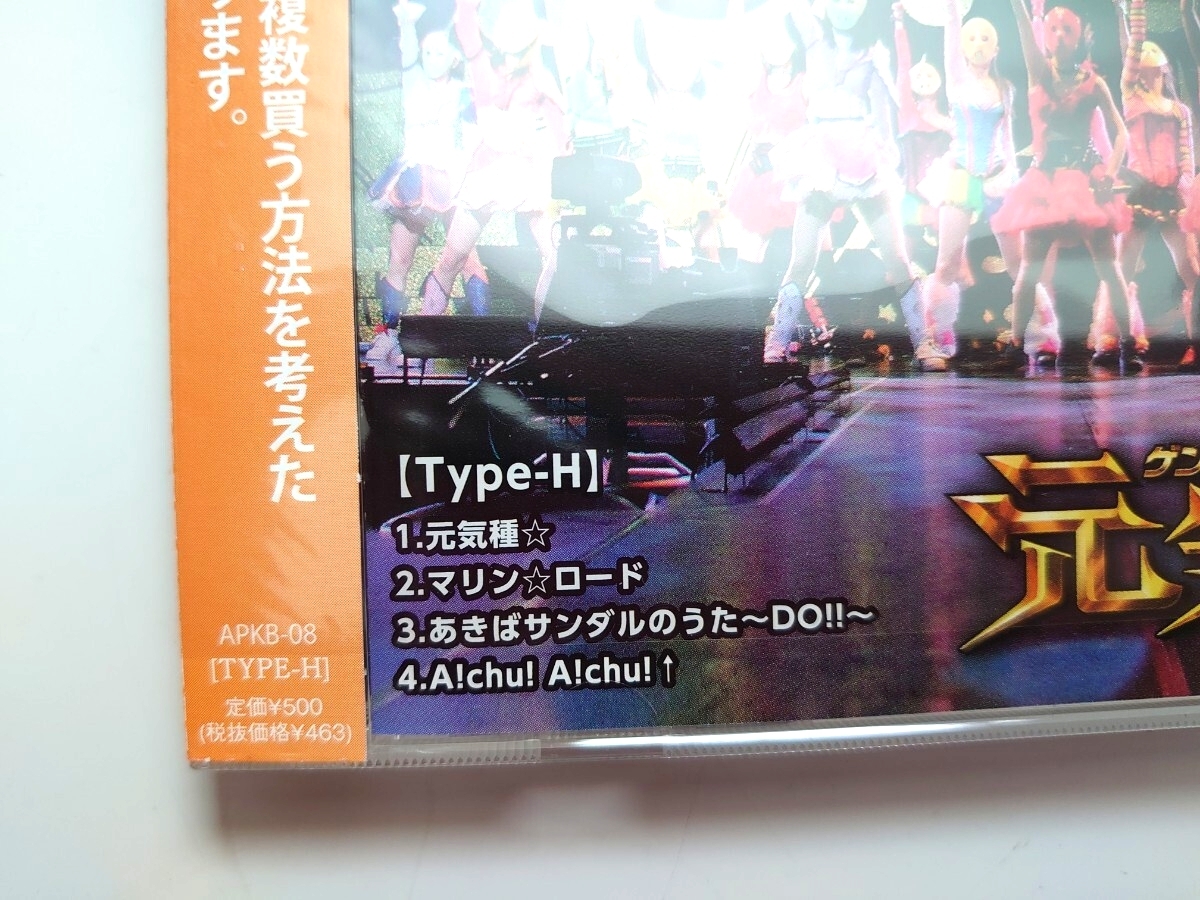 複数買う方法を考えた
ます。
APKB-08
[TYPE-H]
定価¥500
(税抜価格¥463)
【Type-H】
1.元気種☆
2.マリン☆ロード
3.あきばサンダルのうた～DO!!～
4.A!chu! A!chu!↑
ゲン
元